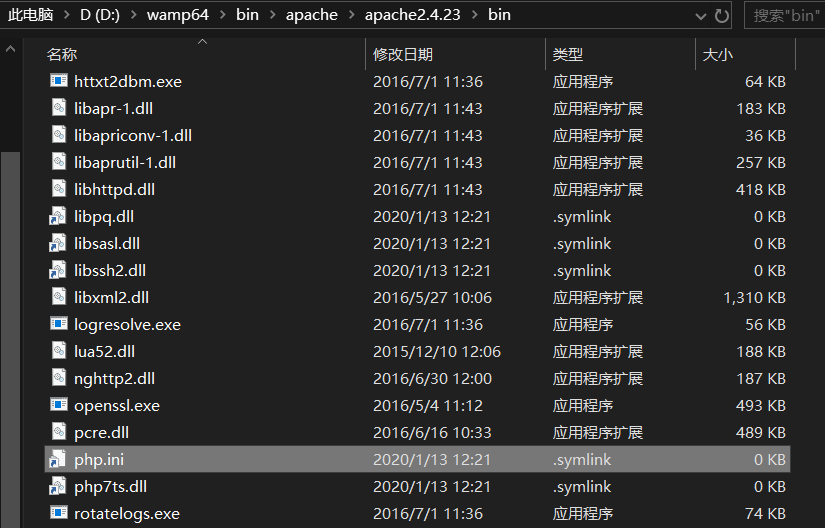 此电脑 > D (D:) > wamp64 > bin > apache > apache2.4.23 > bin 搜索"bin"
名称 修改日期 类型 大小
httxt2dbm.exe 2016/7/1 11:36 应用程序 64 KB
libapr-1.dll 2016/7/1 11:43 应用程序扩展 183 KB
libapriconv-1.dll 2016/7/1 11:43 应用程序扩展 36 KB
libaprutil-1.dll 2016/7/1 11:43 应用程序扩展 257 KB
libhttpd.dll 2016/7/1 11:43 应用程序扩展 418 KB
libpq.dll 2020/1/13 12:21 .symlink 0 KB
libsasl.dll 2020/1/13 12:21 .symlink 0 KB
libssh2.dll 2020/1/13 12:21 .symlink 0 KB
libxml2.dll 2016/5/27 10:06 应用程序扩展 1,310 KB
logresolve.exe 2016/7/1 11:36 应用程序 56 KB
lua52.dll 2015/12/10 12:06 应用程序扩展 188 KB
nghttp2.dll 2016/6/30 12:00 应用程序扩展 187 KB
openssl.exe 2016/5/4 11:12 应用程序 493 KB
pcre.dll 2016/6/16 10:33 应用程序扩展 489 KB
php.ini 2020/1/13 12:21 .symlink 0 KB
php7ts.dll 2020/1/13 12:21 .symlink 0 KB
rotatelogs.exe 2016/7/1 11:36 应用程序 74 KB